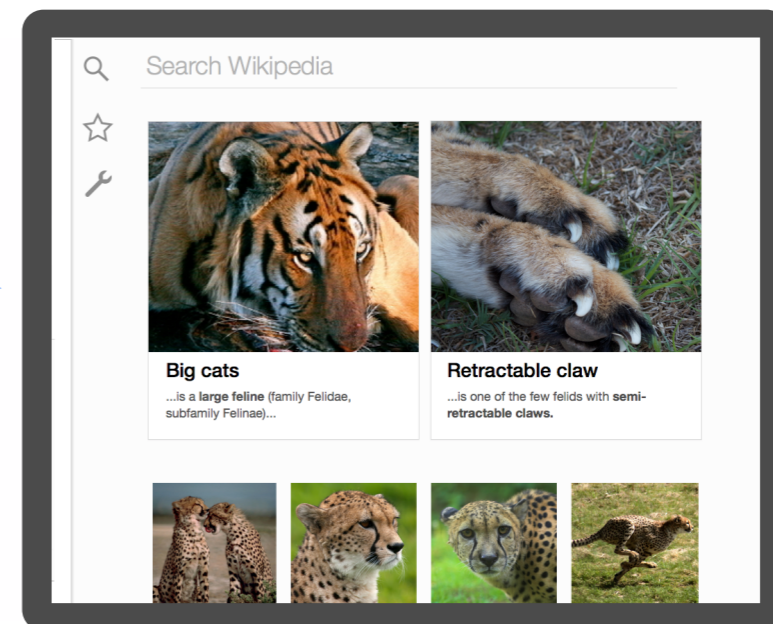 Search Wikipedia
Big cats
...is a large feline (family Felidae,
subfamily Felinae)...
Retractable claw
...is one of the few felids with semi-
retractable claws.